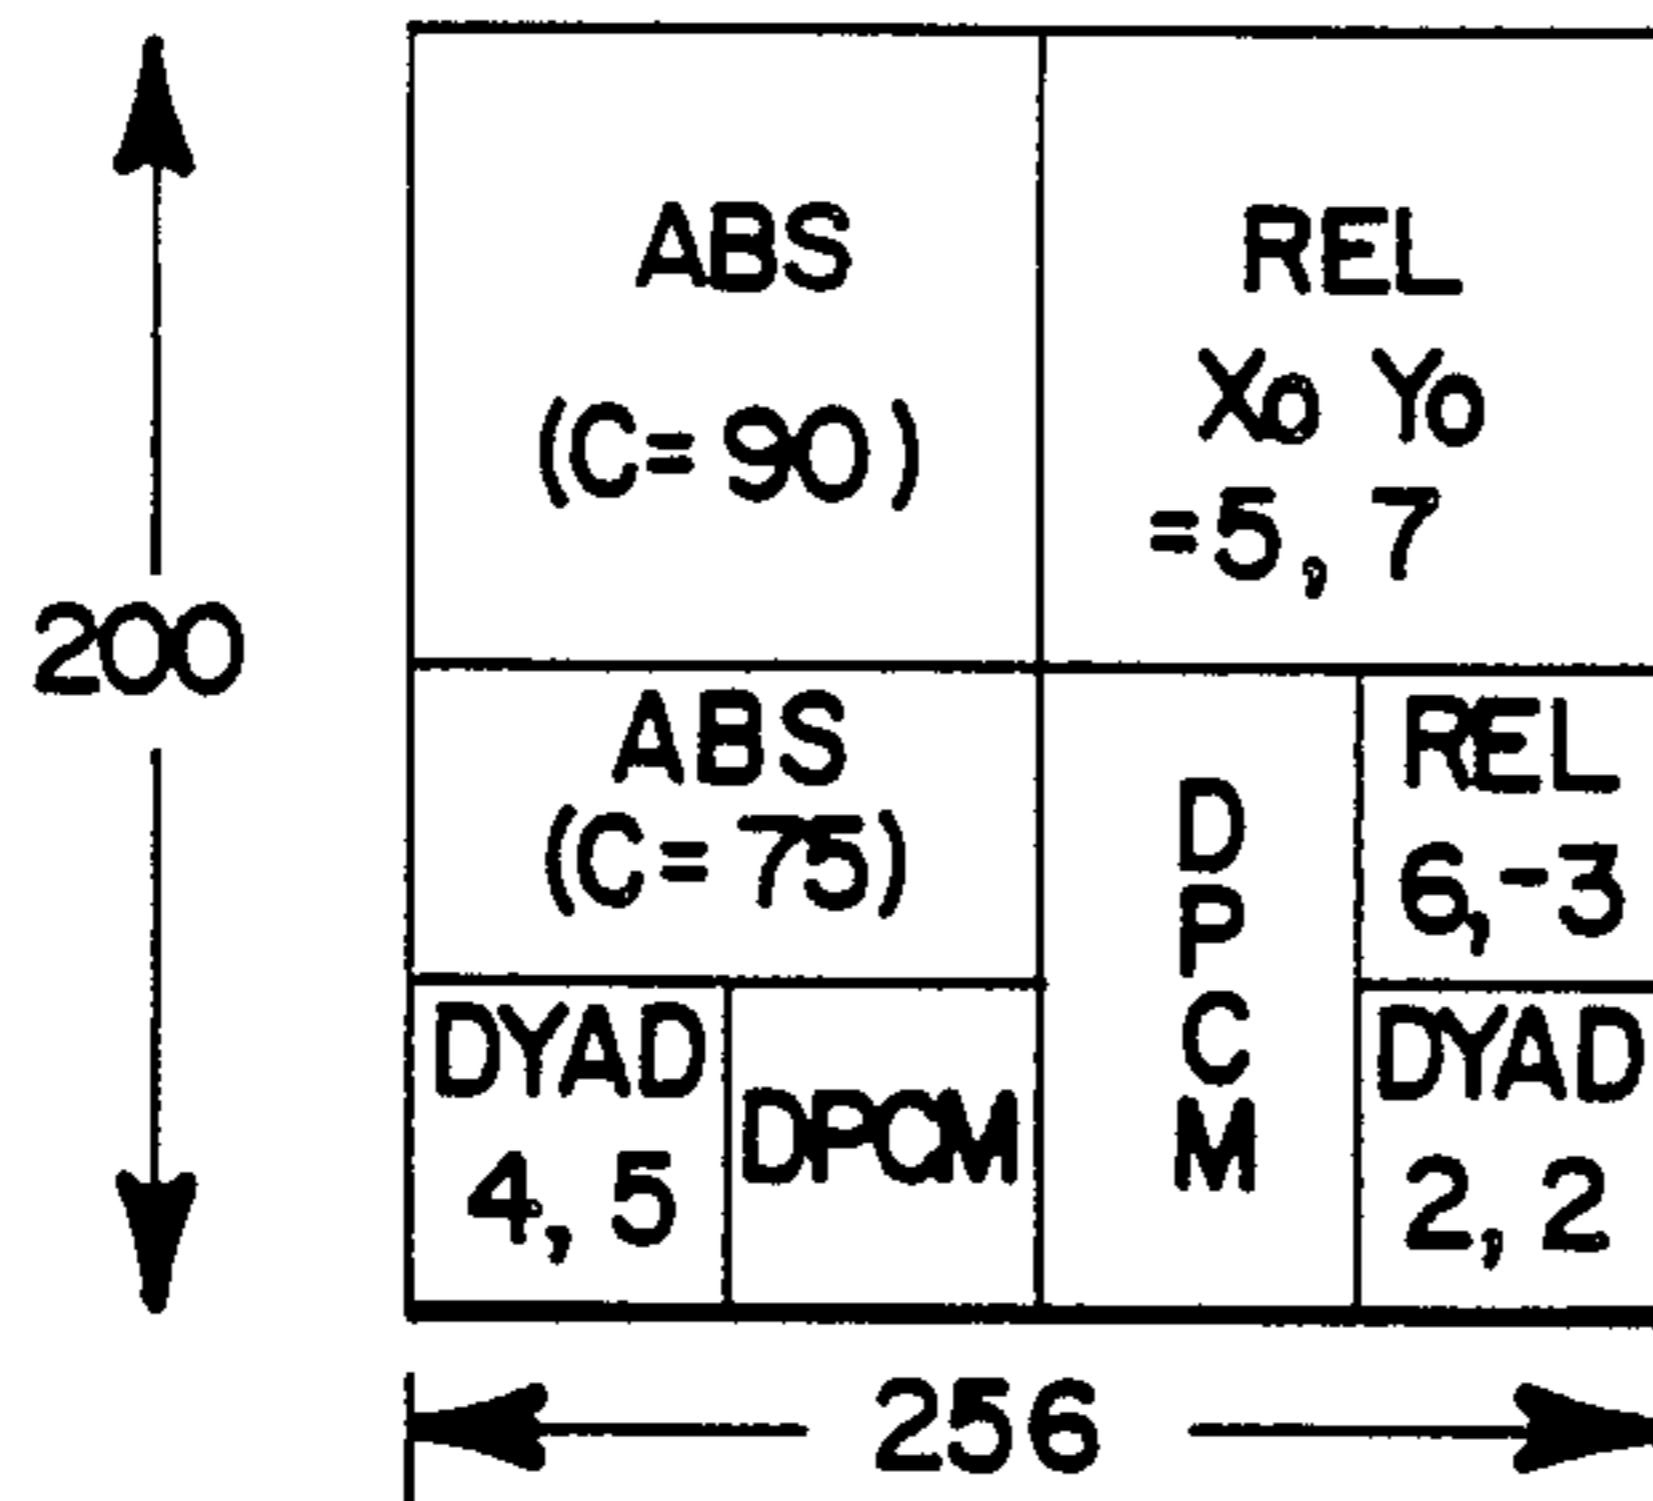 ABS
(C=90)
REL
Xo Yo
=5, 7
200
ABS
(C=75)
DPCM
REL
6,-3
DYAD
4, 5
DPCM
DYAD
2, 2
256